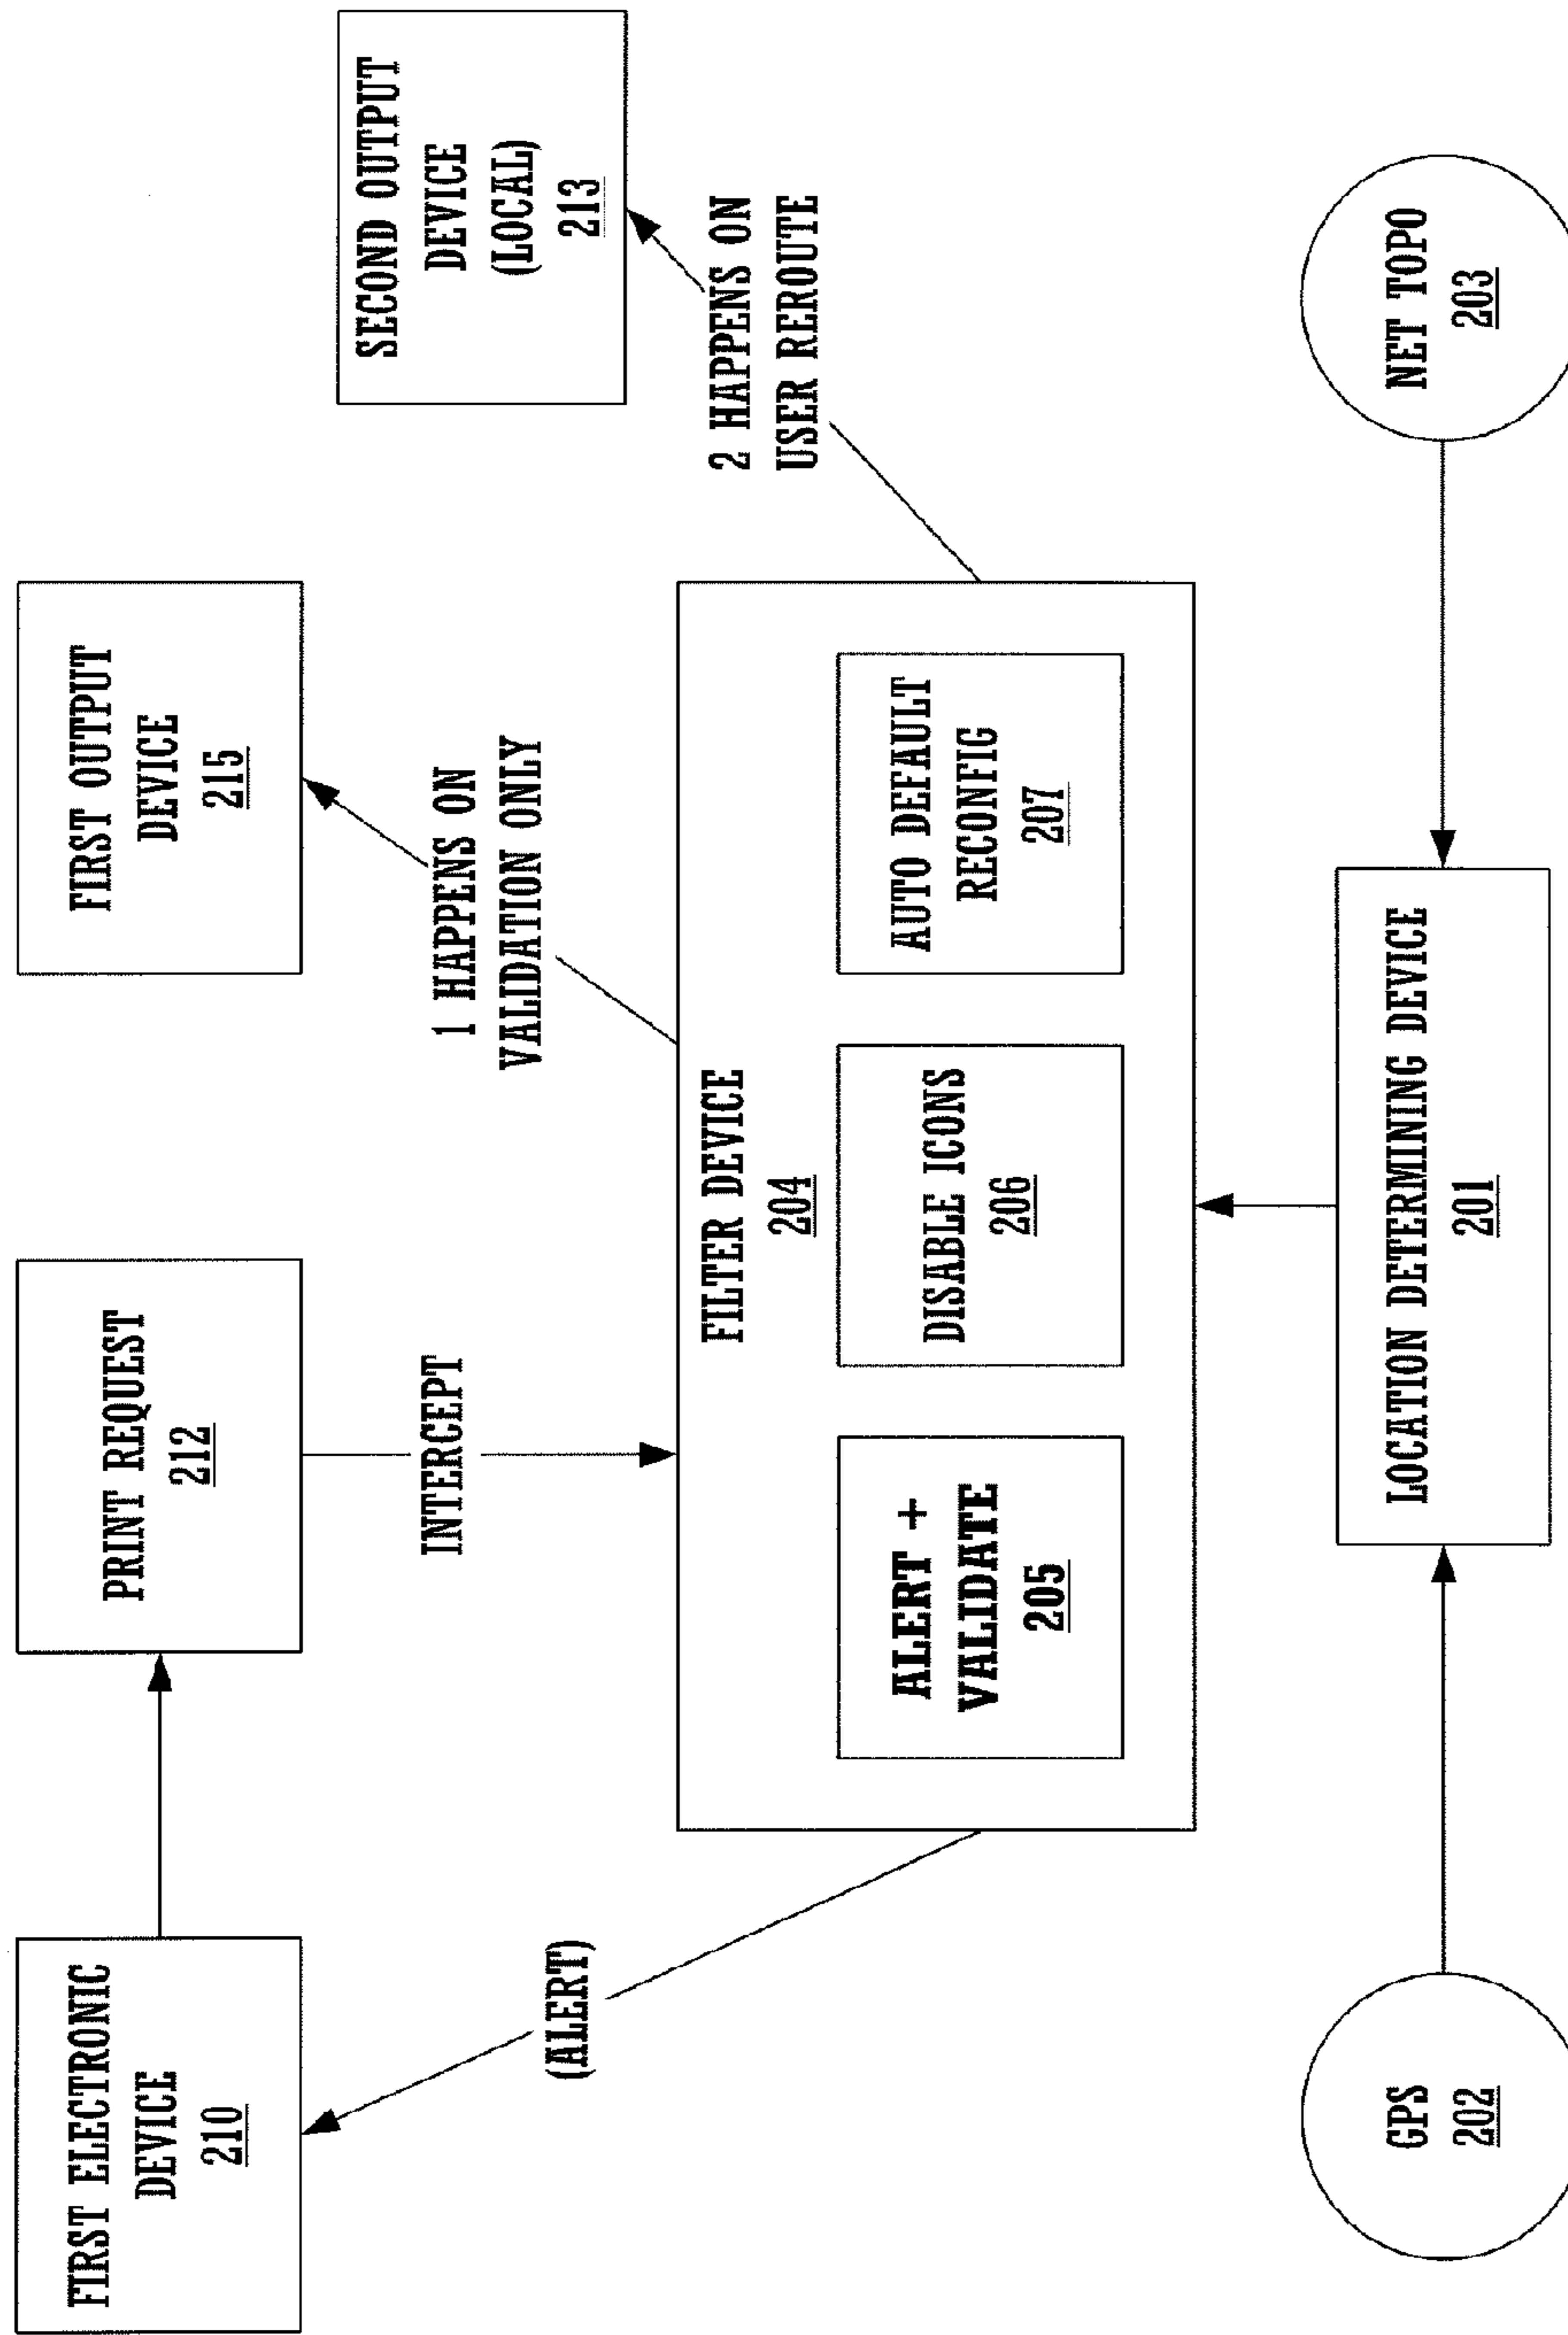 FIRST ELECTRONIC
DEVICE
210
PRINT REQUEST
212
FIRST OUTPUT
DEVICE
215
SECOND OUTPUT
DEVICE
(LOCAL)
213
(ALERT)
INTERCEPT
1 HAPPENS ON
VALIDATION ONLY
2 HAPPENS ON
USER REROUTE
FILTER DEVICE
204
ALERT +
VALIDATE
205
DISABLE ICONS
206
AUTO DEFAULT
RECONFIG
207
GPS
202
LOCATION DETERMINING DEVICE
201
NET TOPO
203